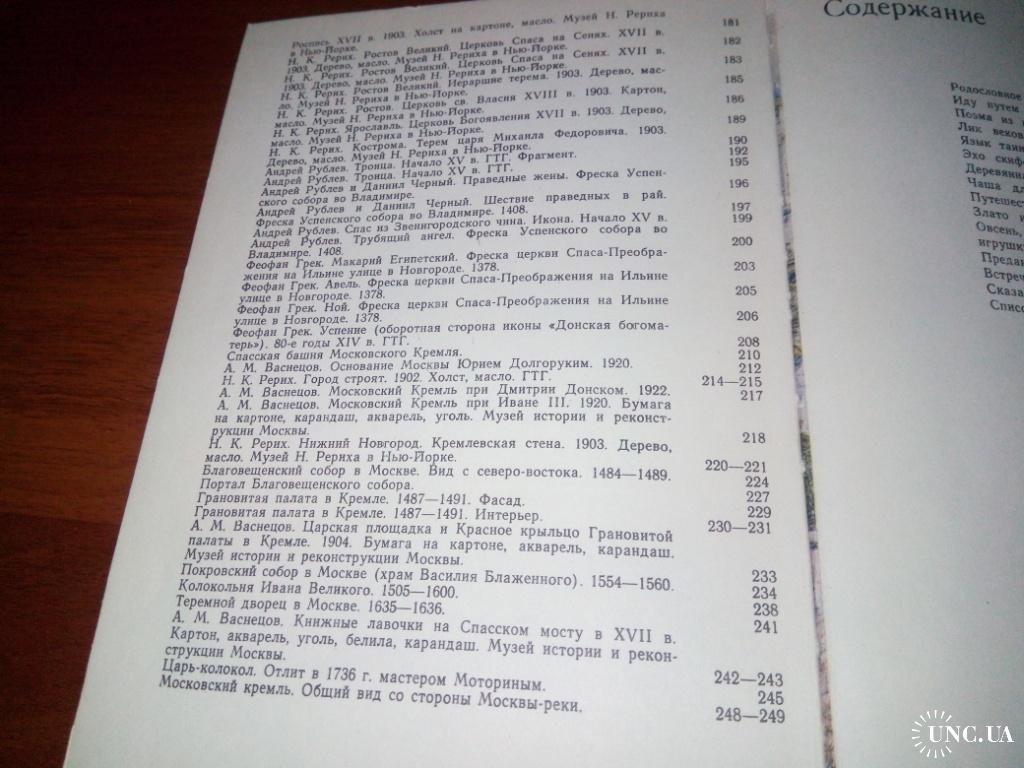 Роспись XVII в. 1903. Холст на картоне, масло. Музей Н. Рериха
в Нью-Йорке. 181
Н. К. Рерих. Ростов Великий. Церковь Спаса на Сенях. XVII в.
1903. Дерево, масло. Музей Н. Рериха в Нью-Йорке. 182
Н. К. Рерих. Ростов Великий. Церковь Спаса на Сенях. XVII в.
1903. Дерево, масло. Музей Н. Рериха в Нью-Йорке. 183
Н. К. Рерих. Ростов Великий. Иераршие терема. 1903. Дерево, мас-
ло. Музей Н. Рериха в Нью-Йорке. 185
Н. К. Рерих. Ростов. Церковь св. Власия XVIII в. 1903. Картон,
масло. Музей Н. Рериха в Нью-Йорке. 186
Н. К. Рерих. Ярославль. Церковь Богоявления XVII в. 1903. Дерево,
масло. Музей Н. Рериха в Нью-Йорке. 189
Н. К. Рерих. Кострома. Терем царя Михаила Федоровича. 1903.
Дерево, масло. Музей Н. Рериха в Нью-Йорке. 190
Андрей Рублев. Троица. Начало XV в. ГТГ. Фрагмент. 192
Андрей Рублев. Троица. Начало XV в. ГТГ. 195
Андрей Рублев и Даниил Черный. Праведные жены. Фреска Успен-
ского собора во Владимире. 196
Андрей Рублев и Даниил Черный. Шествие праведных в рай.
Фреска Успенского собора во Владимире. 1408. 197
Андрей Рублев. Спас из Звенигородского чина. Икона. Начало XV в. 199
Андрей Рублев. Трубящий ангел. Фреска Успенского собора во
Владимире. 1408. 200
Феофан Грек. Макарий Египетский. Фреска церкви Спаса-Преобра-
жения на Ильине улице в Новгороде. 1378. 203
Феофан Грек. Авель. Фреска церкви Спаса-Преображения на Ильине
улице в Новгороде. 1378. 205
Феофан Грек. Ной. Фреска церкви Спаса-Преображения на Ильине
улице в Новгороде. 1378. 206
Феофан Грек. Успение (оборотная сторона иконы «Донская богома-
терь»). 80-е годы XIV в. ГТГ. 208
Спасская башня Московского Кремля. 210
А. М. Васнецов. Основание Москвы Юрием Долгоруким. 1920. 212
Н. К. Рерих. Город строят. 1902. Холст, масло. ГТГ. 214—215
А. М. Васнецов. Московский Кремль при Дмитрии Донском. 1922. 217
А. М. Васнецов. Московский Кремль при Иване III. 1920. Бумага
на картоне, карандаш, акварель, уголь. Музей истории и реконст-
рукции Москвы. 218
Н. К. Рерих. Нижний Новгород. Кремлевская стена. 1903. Дерево,
масло. Музей Н. Рериха в Нью-Йорке. 220—221
Благовещенский собор в Москве. Вид с северо-востока. 1484—1489. 224
Портал Благовещенского собора. 227
Грановитая палата в Кремле. 1487—1491. Фасад. 229
Грановитая палата в Кремле. 1487—1491. Интерьер. 230—231
А. М. Васнецов. Царская площадка и Красное крыльцо Грановитой
палаты в Кремле. 1904. Бумага на картоне, акварель, карандаш.
Музей истории и реконструкции Москвы. 233
Покровский собор в Москве (храм Василия Блаженного). 1554—1560. 234
Колокольня Ивана Великого. 1505—1600. 238
Теремной дворец в Москве. 1635—1636. 241
А. М. Васнецов. Книжные лавочки на Спасском мосту в XVII в.
Картон, акварель, уголь, белила, карандаш. Музей истории и рекон-
струкции Москвы. 242—243
Царь-колокол. Отлит в 1736 г. мастером Моториным. 245
Московский кремль. Общий вид со стороны Москвы-реки. 248—249
Содержание
Родословное
Иду путем
Поэма из
Лик веков
Язык таин
Эхо скиф
Деревянн
Чаша дл
Путешест
Злато и
Овсень,
игрушк
Предан
Встреч
Сказа
Списо
UNC.UA